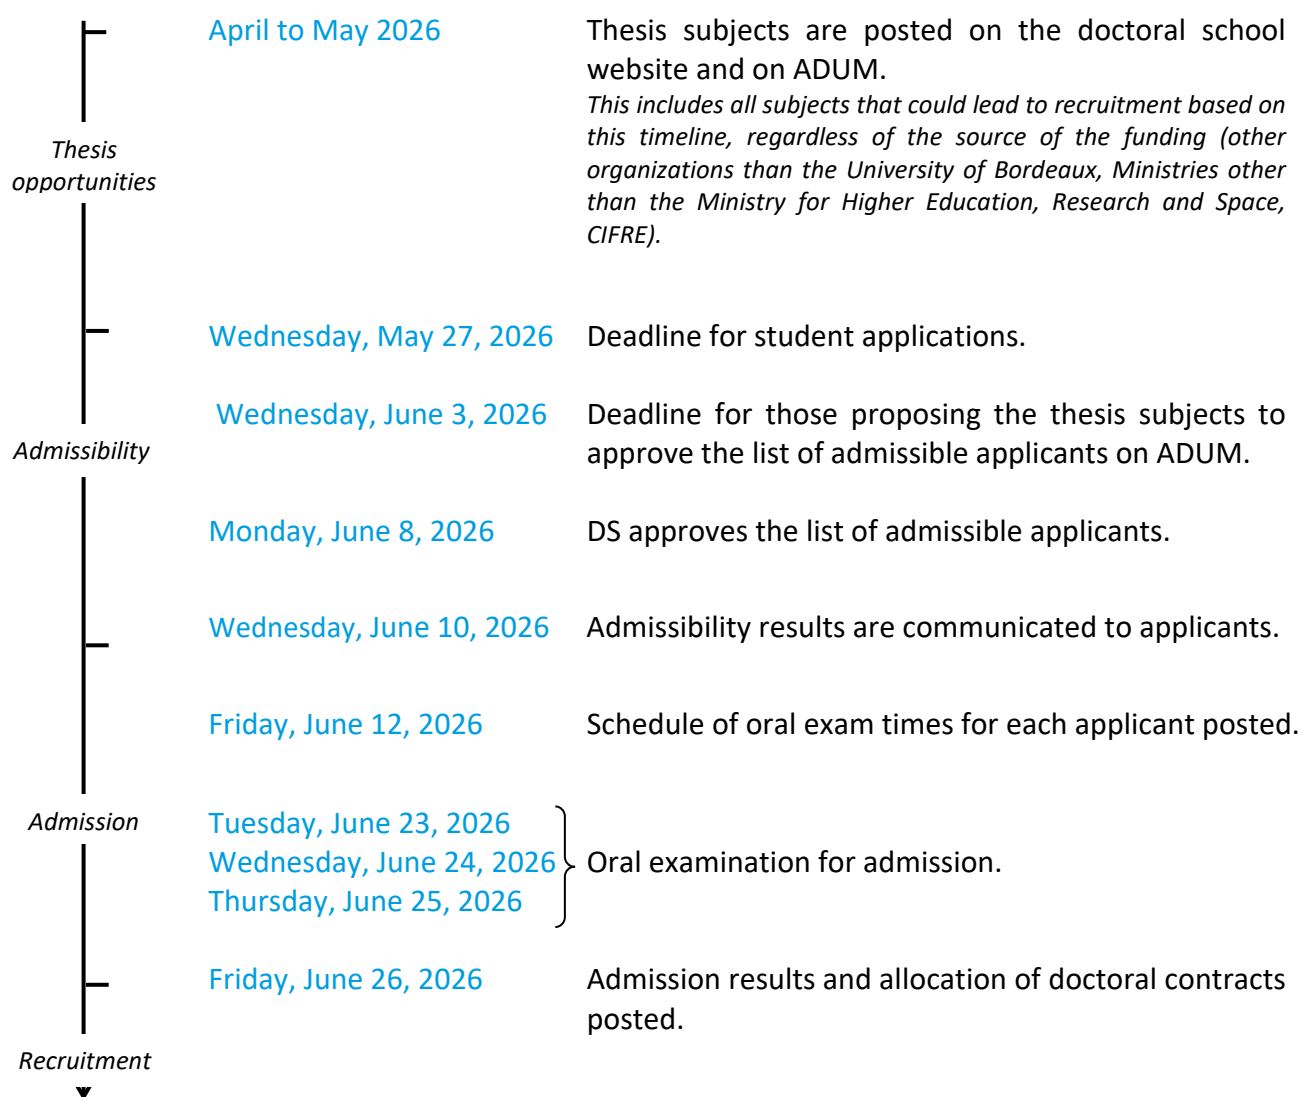 April to May 2026
Thesis subjects are posted on the doctoral school
website and on ADUM.
This includes all subjects that could lead to recruitment based on
this timeline, regardless of the source of the funding (other
organizations than the University of Bordeaux, Ministries other
than the Ministry for Higher Education, Research and Space,
CIFRE).
Thesis
opportunities
Wednesday, May 27, 2026
Deadline for student applications.
Wednesday, June 3, 2026
Deadline for those proposing the thesis subjects to
approve the list of admissible applicants on ADUM.
Admissibility
Monday, June 8, 2026
DS approves the list of admissible applicants.
Wednesday, June 10, 2026
Admissibility results are communicated to applicants.
Friday, June 12, 2026
Schedule of oral exam times for each applicant posted.
Admission
Tuesday, June 23, 2026
Wednesday, June 24, 2026
Thursday, June 25, 2026
Oral examination for admission.
Friday, June 26, 2026
Admission results and allocation of doctoral contracts
posted.
Recruitment